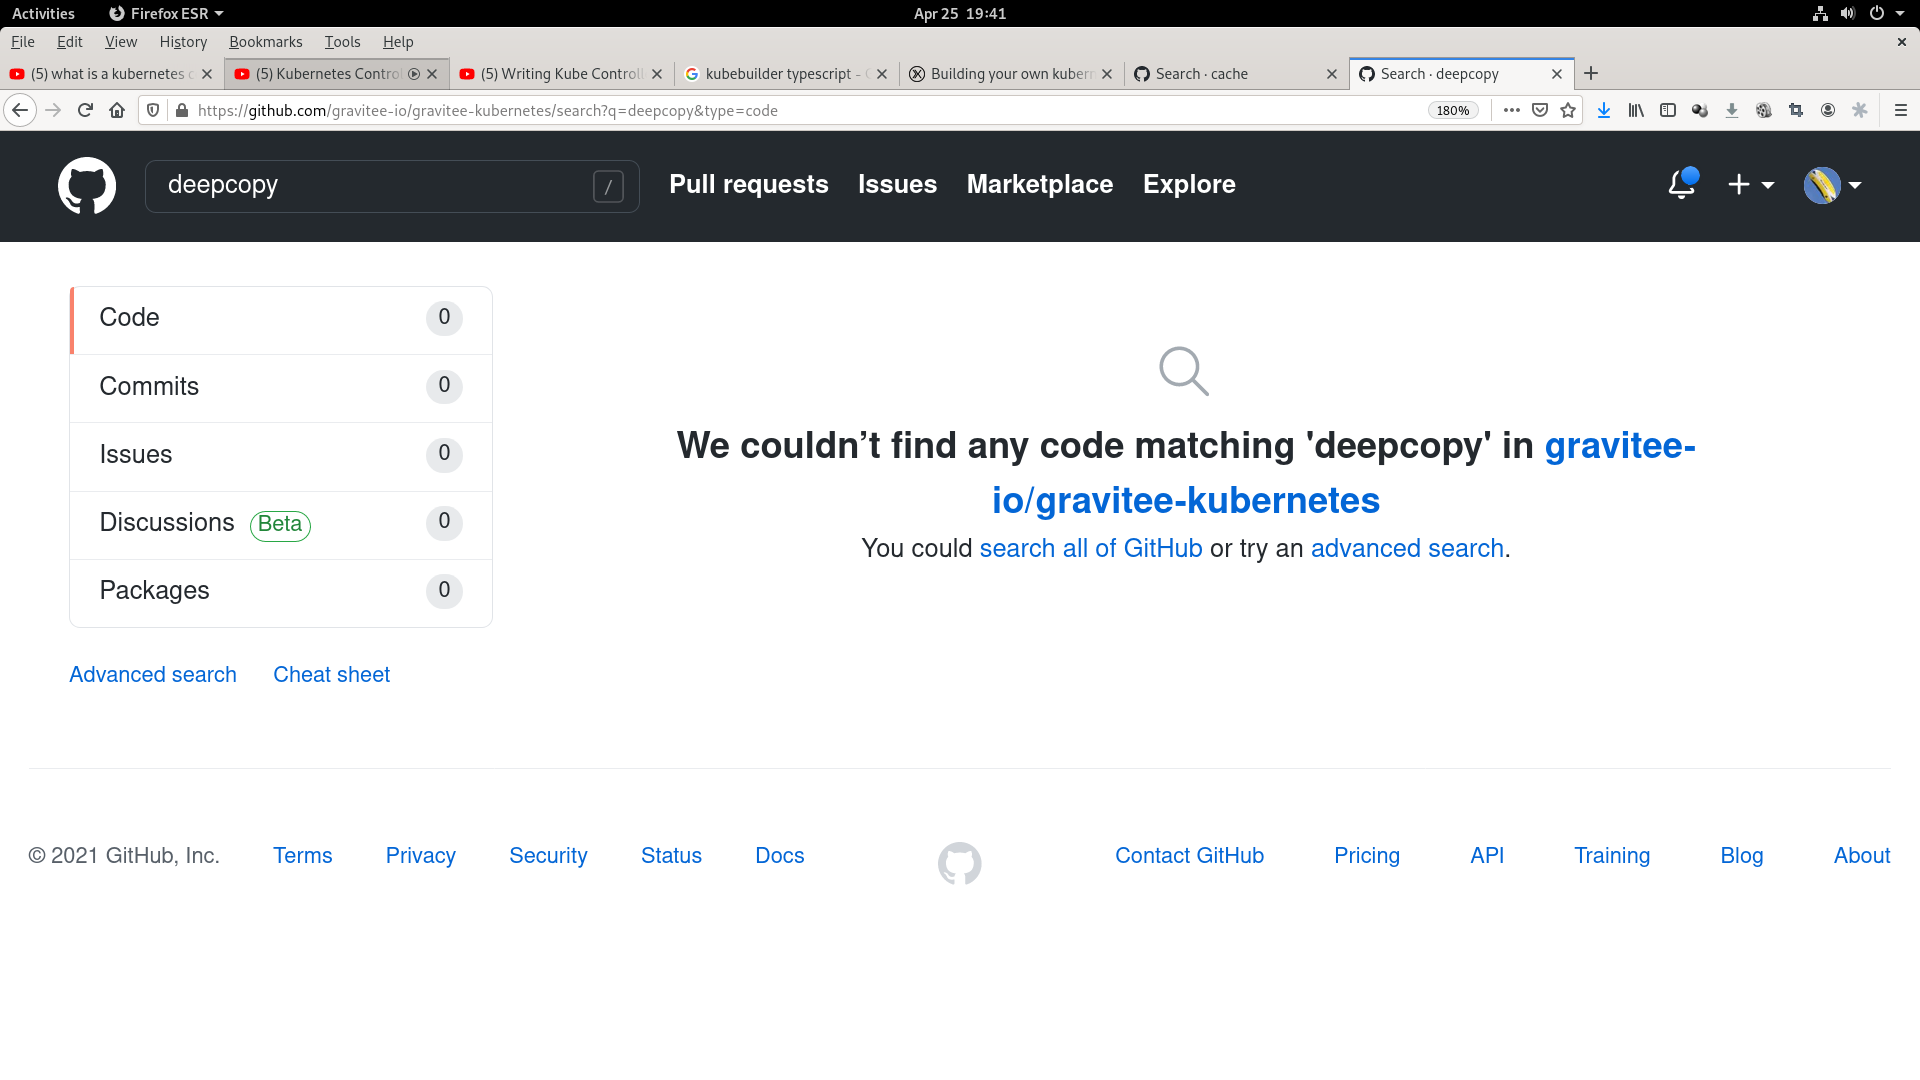 Activities Firefox ESR Apr 25 19:41
File Edit View History Bookmarks Tools Help
(5) what is a kubernetes (5) Kubernetes Control (5) Writing Kube Controll kubebuilder typescript - Building your own kubern Search · cache Search · deepcopy
https://github.com/gravitee-io/gravitee-kubernetes/search?q=deepcopy&type=code 180%
deepcopy / Pull requests Issues Marketplace Explore
Code 0
Commits 0
Issues 0
Discussions Beta 0
Packages 0
Advanced search Cheat sheet
We couldn’t find any code matching 'deepcopy' in gravitee-
io/gravitee-kubernetes
You could search all of GitHub or try an advanced search.
© 2021 GitHub, Inc. Terms Privacy Security Status Docs Contact GitHub Pricing API Training Blog About